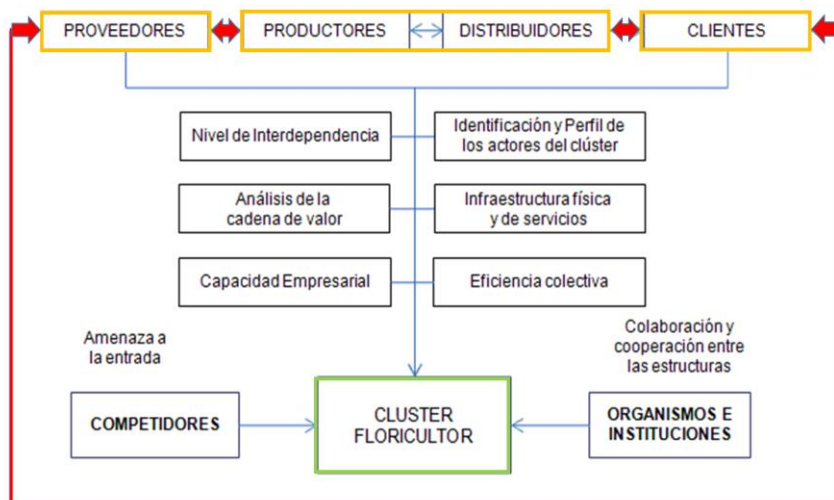 PROVEEDORES
PRODUCTORES
DISTRIBUIDORES
CLIENTES
Nivel de Interdependencia
Identificación y Perfil de
los actores del clúster
Análisis de la
cadena de valor
Infraestructura física
y de servicios
Capacidad Empresarial
Eficiencia colectiva
Amenaza a
la entrada
Colaboración y
cooperación entre
las estructuras
COMPETIDORES
CLUSTER
FLORICULTOR
ORGANISMOS E
INSTITUCIONES